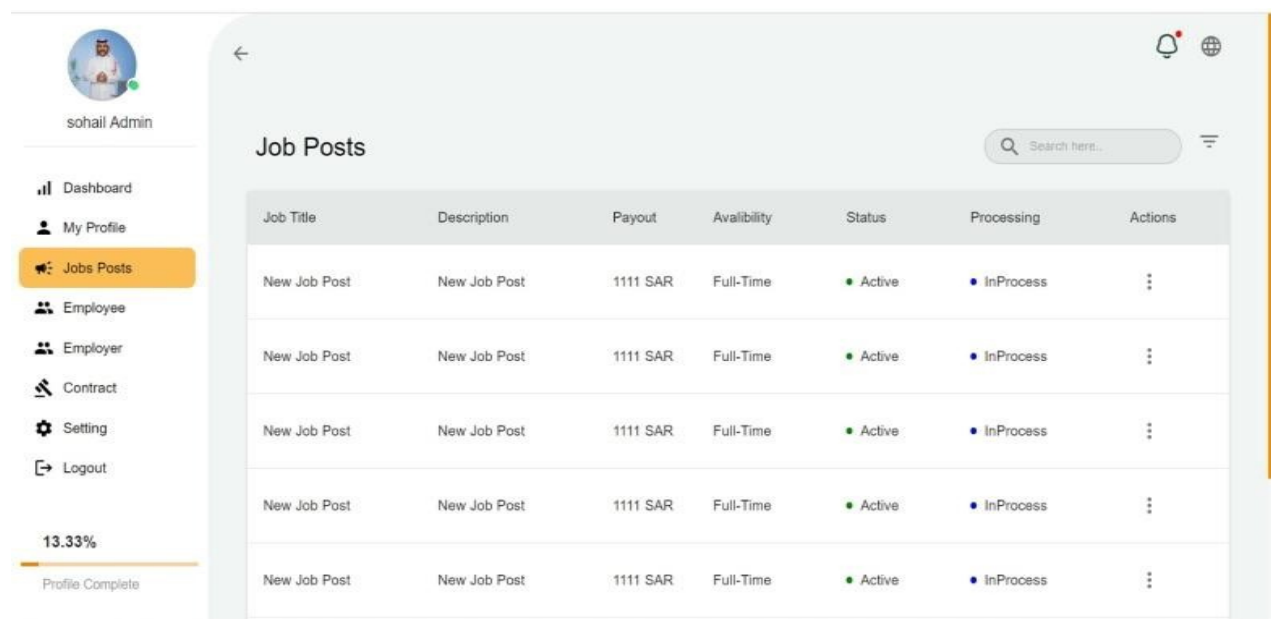 sohail Admin
Dashboard
My Profile
Jobs Posts
Employee
Employer
Contract
Setting
Logout
13.33%
Profile Complete
Job Posts
Search here..
Job Title Description Payout Avalibility Status Processing Actions
New Job Post New Job Post 1111 SAR Full-Time Active InProcess
New Job Post New Job Post 1111 SAR Full-Time Active InProcess
New Job Post New Job Post 1111 SAR Full-Time Active InProcess
New Job Post New Job Post 1111 SAR Full-Time Active InProcess
New Job Post New Job Post 1111 SAR Full-Time Active InProcess